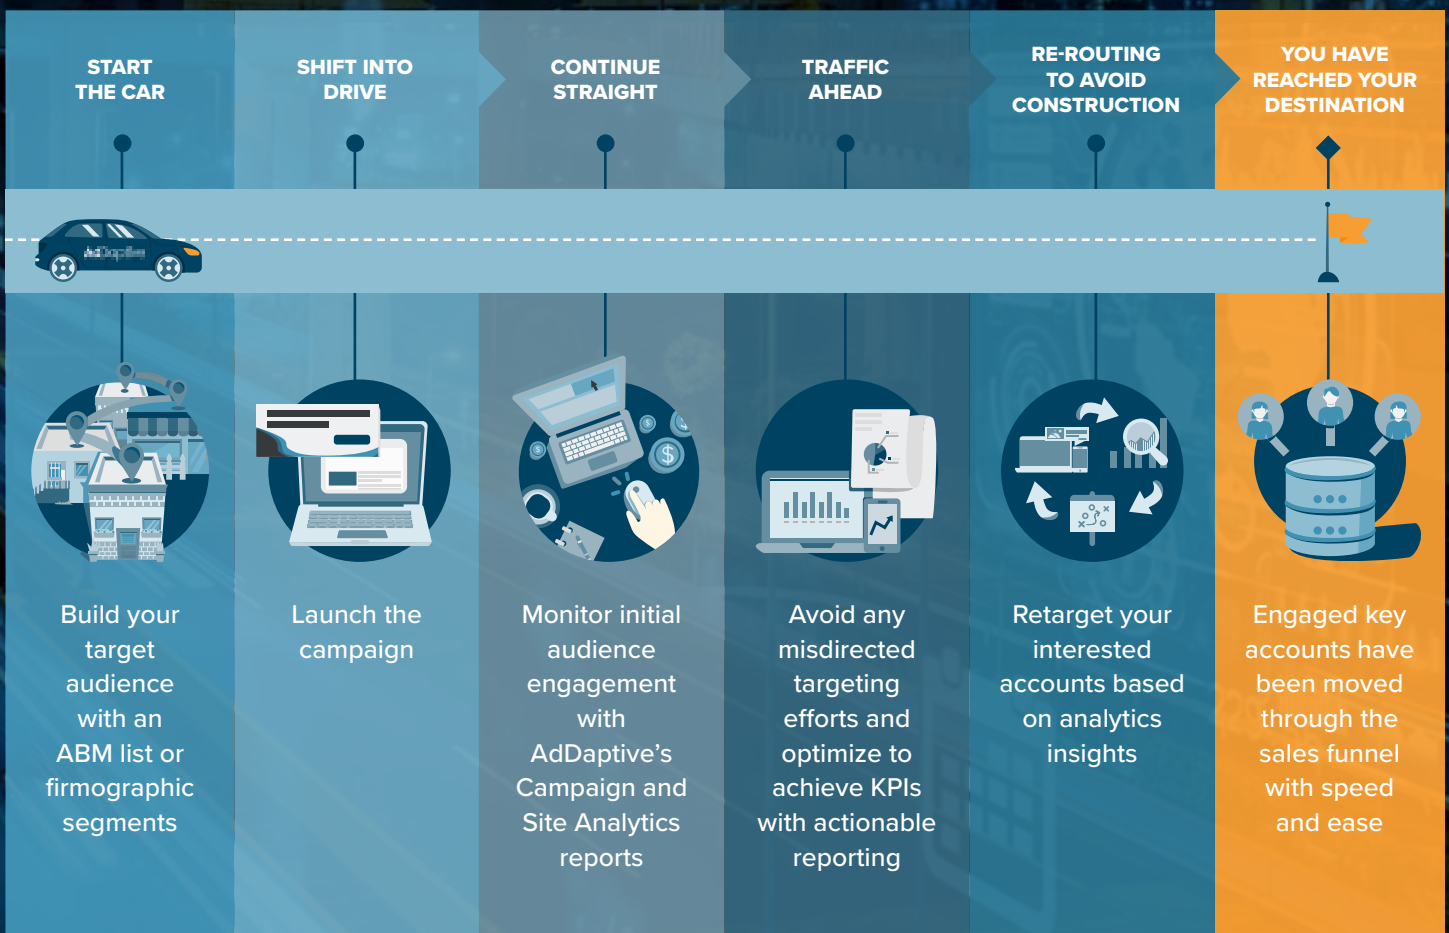 START
THE CAR
SHIFT INTO
DRIVE
CONTINUE
STRAIGHT
TRAFFIC
AHEAD
RE-ROUTING
TO AVOID
CONSTRUCTION
YOU HAVE
REACHED YOUR
DESTINATION
Build your
target
audience
with an
ABM list or
firmographic
segments
Launch the
campaign
Monitor initial
audience
engagement
with
AdDaptive’s
Campaign and
Site Analytics
reports
Avoid any
misdirected
targeting
efforts and
optimize to
achieve KPIs
with actionable
reporting
Retarget your
interested
accounts based
on analytics
insights
Engaged key
accounts have
been moved
through the
sales funnel
with speed
and ease